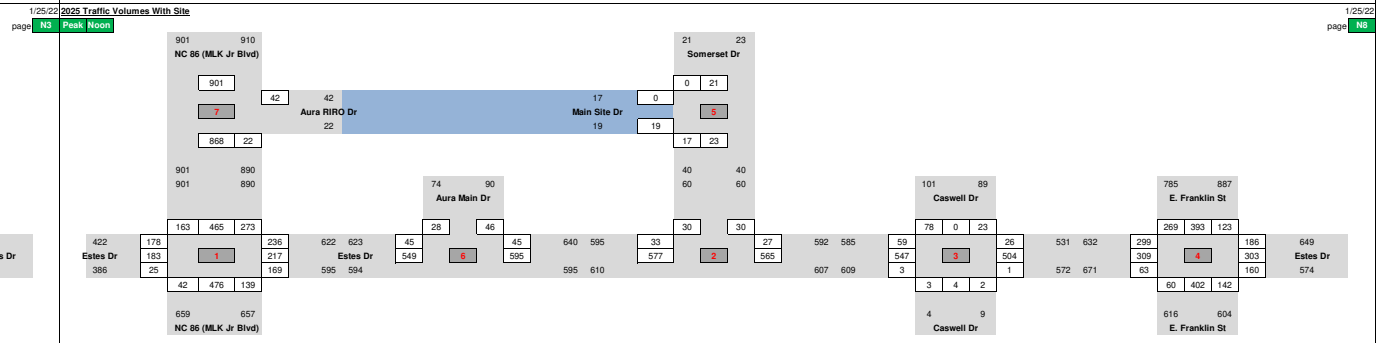 1/25/22 2025 Traffic Volumes With Site 1/25/22
page N3 Peak Noon page N8
901 910 21 23
NC 86 (MLK Jr Blvd) Somerset Dr
901 0 21
42 42 17 0
7 Aura RIRO Dr Main Site Dr 5
22 19 19
868 22 17 23
901 890 40 40
901 890 74 90 60 60 101 89 785 887
Aura Main Dr Caswell Dr E. Franklin St
163 465 273 28 46 30 30 78 0 23 269 393 123
422 178 236 622 623 45 45 640 595 33 27 592 585 59 26 531 632 299 186 649
s Dr Estes Dr 183 1 217 Estes Dr 549 6 595 577 2 565 547 3 504 309 4 303 Estes Dr
386 25 169 595 594 595 610 607 609 3 1 572 671 63 160 574
42 476 139 3 4 2 60 402 142
659 657 4 9 616 604
NC 86 (MLK Jr Blvd) Caswell Dr E. Franklin St